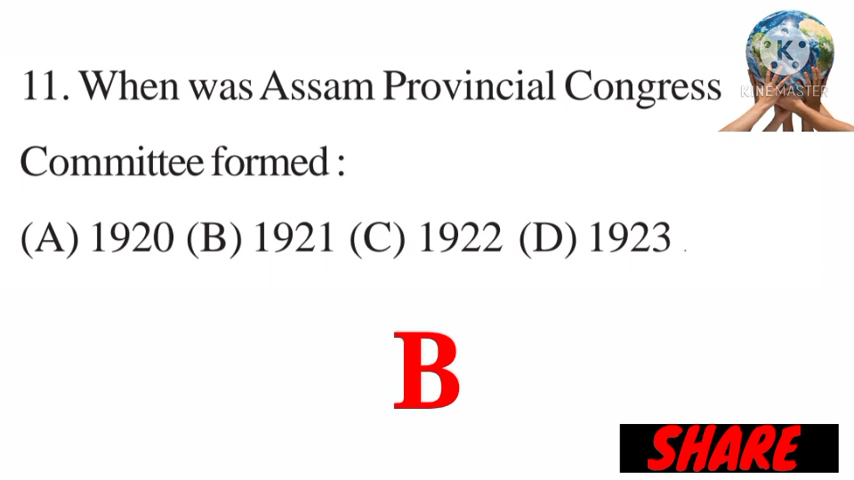 11. When was Assam Provincial Congress
Committee formed :
(A) 1920 (B) 1921 (C) 1922 (D) 1923 .
B
K
KINEMASTER
SHARE